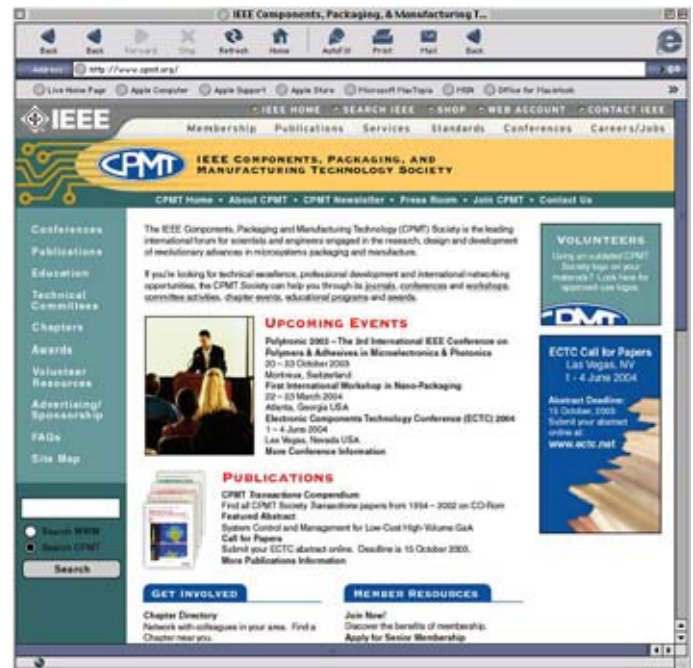 IEEE Components, Packaging, & Manufacturing T...
Back Back Forward Stop Refresh Home AutoFill Print Mail Back
Address: http://www.cpmt.org/ go
Live Home Page Apple Computer Apple Support Apple Store Microsoft MacTopia MSN Office for Macintosh
IEEE HOME SEARCH IEEE SHOP WEB ACCOUNT CONTACT IEEE
IEEE
Membership Publications Services Standards Conferences Careers/Jobs
CPMT
IEEE Components, Packaging, and
Manufacturing Technology Society
CPMT Home • About CPMT • CPMT Newsletter • Press Room • Join CPMT • Contact Us
Conferences
Publications
Education
Technical
Committees
Chapters
Awards
Volunteer
Resources
Advertising/
Sponsorship
FAQs
Site Map
Search WWW
Search CPMT
Search
The IEEE Components, Packaging and Manufacturing Technology (CPMT) Society is the leading
international forum for scientists and engineers engaged in the research, design and development
of revolutionary advances in microsystems packaging and manufacture.
If you're looking for technical excellence, professional development and international networking
opportunities, the CPMT Society can help you through its journals, conferences and workshops,
committee activities, chapter events, educational programs and awards.
Upcoming Events
Polytronic 2003 – The 3rd International IEEE Conference on
Polymers & Adhesives in Microelectronics & Photonics
20 – 23 October 2003
Montreux, Switzerland
First International Workshop in Nano-Packaging
22 – 23 March 2004
Atlanta, Georgia USA
Electronic Components Technology Conference (ECTC) 2004
1 – 4 June 2004
Las Vegas, Nevada USA
More Conference Information
Publications
CPMT Transactions Compendium
Find all CPMT Society Transactions papers from 1994 – 2002 on CD-Rom
Featured Abstract
System Control and Management for Low-Cost High-Volume GaA
Call for Papers
Submit your ECTC abstract online. Deadline is 15 October 2003.
More Publications Information
Get Involved
Chapter Directory
Network with colleagues in your area. Find a
Chapter near you.
Member Resources
Join Now!
Discover the benefits of membership.
Apply for Senior Membership
Volunteers
Using an outdated CPMT
Society logo on your
materials? Look here for
approved-use logos.
CPMT
ECTC Call for Papers
Las Vegas, NV
1 - 4 June 2004
Abstract Deadline:
15 October, 2003
Submit your abstract
online at:
www.ectc.net